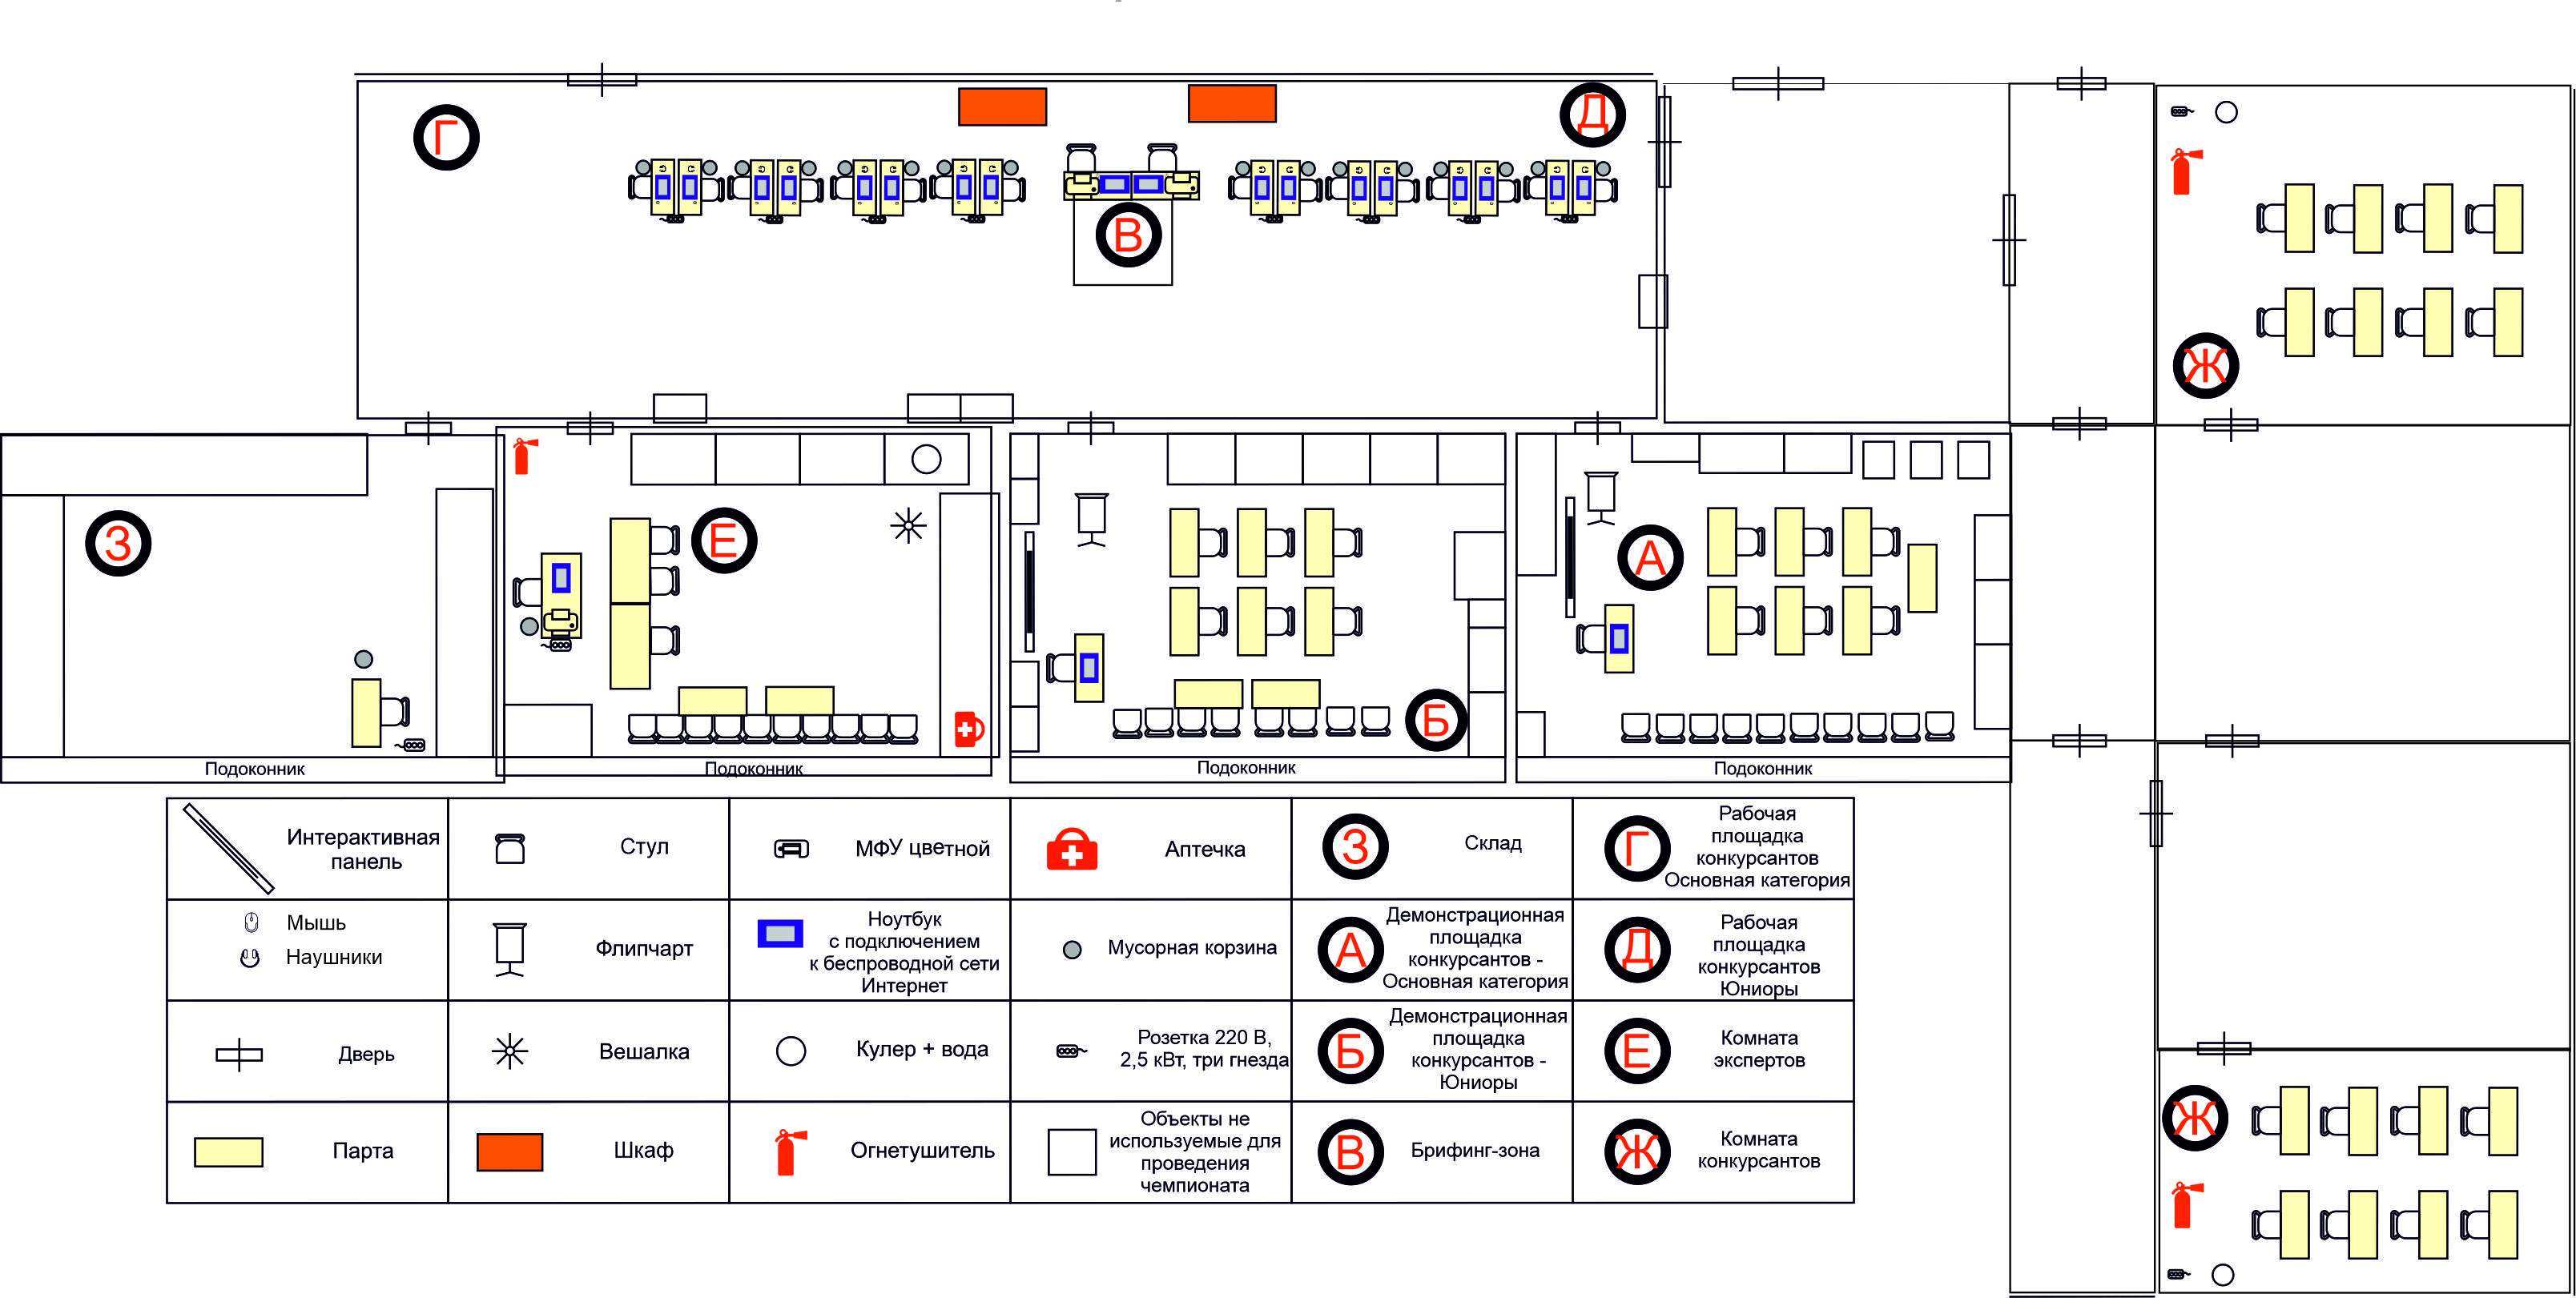 Г
Д
В
Ж
З
Е
А
Б
Подоконник
Подоконник
Подоконник
Подоконник
Интерактивная
панель
Стул
МФУ цветной
Аптечка
З
Склад
Г
Рабочая
площадка
конкурсантов
Основная категория
Мышь
Наушники
Флипчарт
Ноутбук
с подключением
к беспроводной сети
Интернет
Мусорная корзина
А
Демонстрационная
площадка
конкурсантов -
Основная категория
Д
Рабочая
площадка
конкурсантов
Юниоры
Дверь
Вешалка
Кулер + вода
Розетка 220 В,
2,5 кВт, три гнезда
Б
Демонстрационная
площадка
конкурсантов -
Юниоры
Е
Комната
экспертов
Парта
Шкаф
Огнетушитель
Объекты не
используемые для
проведения
чемпионата
В
Брифинг-зона
Ж
Комната
конкурсантов
Ж